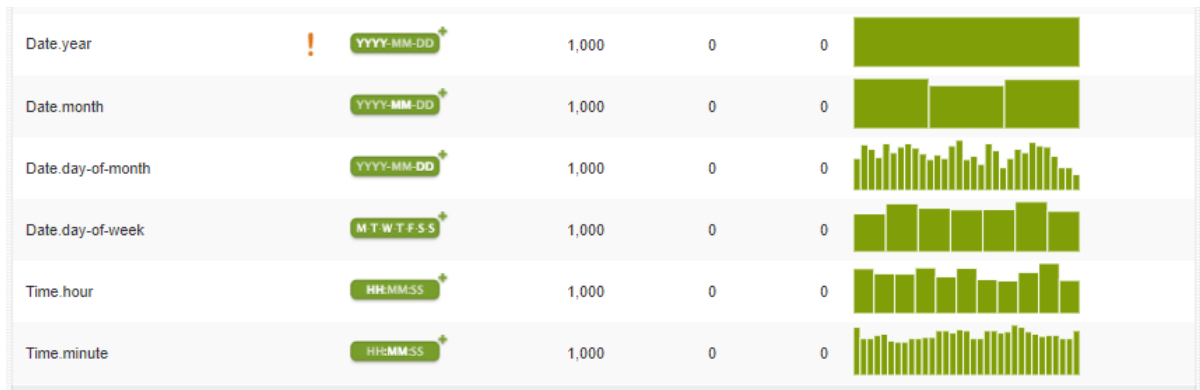 Date.year ! YYYY-MM-DD + 1,000 0 0
Date.month YYYY-MM-DD + 1,000 0 0
Date.day-of-month YYYY-MM-DD + 1,000 0 0
Date.day-of-week M-T-W-T-F-S-S + 1,000 0 0
Time.hour HH:MM:SS + 1,000 0 0
Time.minute HH:MM:SS + 1,000 0 0